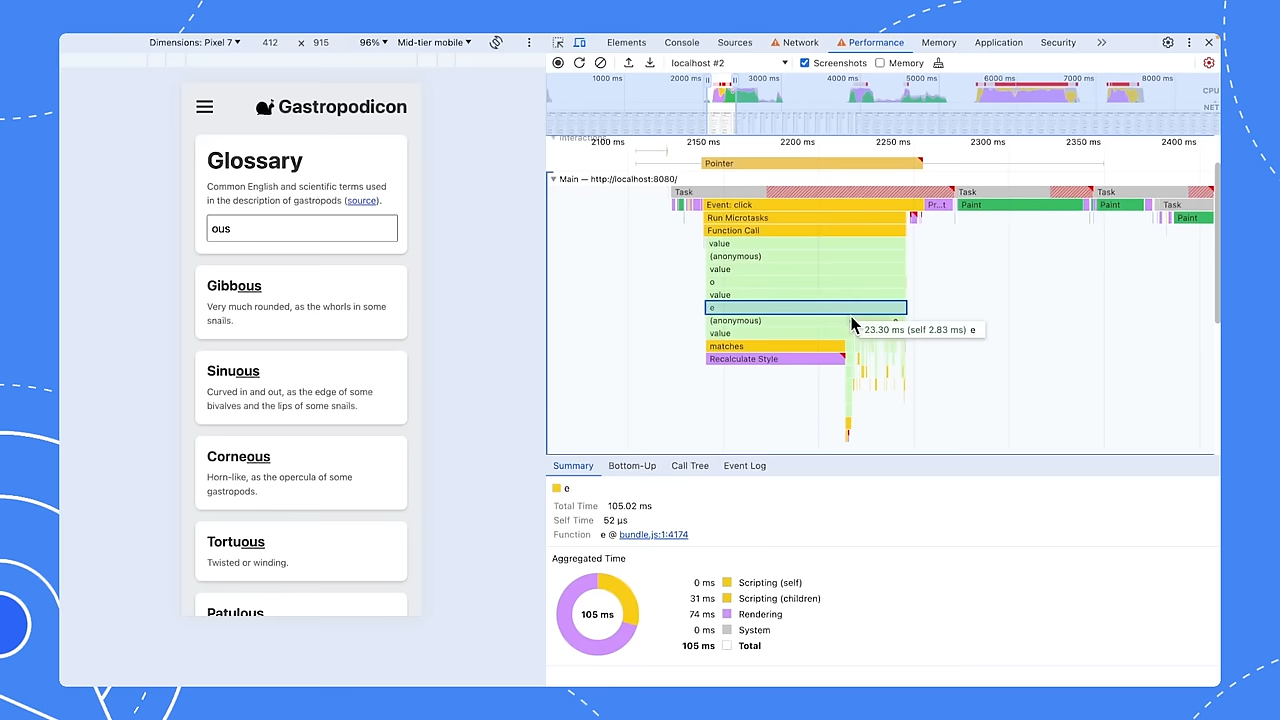 Dimensions: Pixel 7 ▼ 412 × 915 96% ▼ Mid-tier mobile ▼
Elements Console Sources Network Performance Memory Application Security
localhost #2 Screenshots Memory
1000 ms 2000 ms 3000 ms 4000 ms 5000 ms 6000 ms 7000 ms 8000 ms
CPU
NET
Gastropodicon
Glossary
Common English and scientific terms used
in the description of gastropods (source).
ous
Gibbous
Very much rounded, as the whorls in some
snails.
Sinuous
Curved in and out, as the edge of some
bivalves and the lips of some snails.
Corneous
Horn-like, as the opercula of some
gastropods.
Tortuous
Twisted or winding.
Patulous
Interactions
2100 ms 2150 ms 2200 ms 2250 ms 2300 ms 2350 ms 2400 ms
Pointer
Main — http://localhost:8080/
Task Task Task
Event: click Pr...t Paint Paint Task
Run Microtasks Paint
Function Call
value
(anonymous)
value
o
value
e
(anonymous)
23.30 ms (self 2.83 ms) e
value
matches
Recalculate Style
Summary Bottom-Up Call Tree Event Log
e
Total Time 105.02 ms
Self Time 52 μs
Function e @ bundle.js:1:4174
Aggregated Time
105 ms
0 ms Scripting (self)
31 ms Scripting (children)
74 ms Rendering
0 ms System
105 ms Total